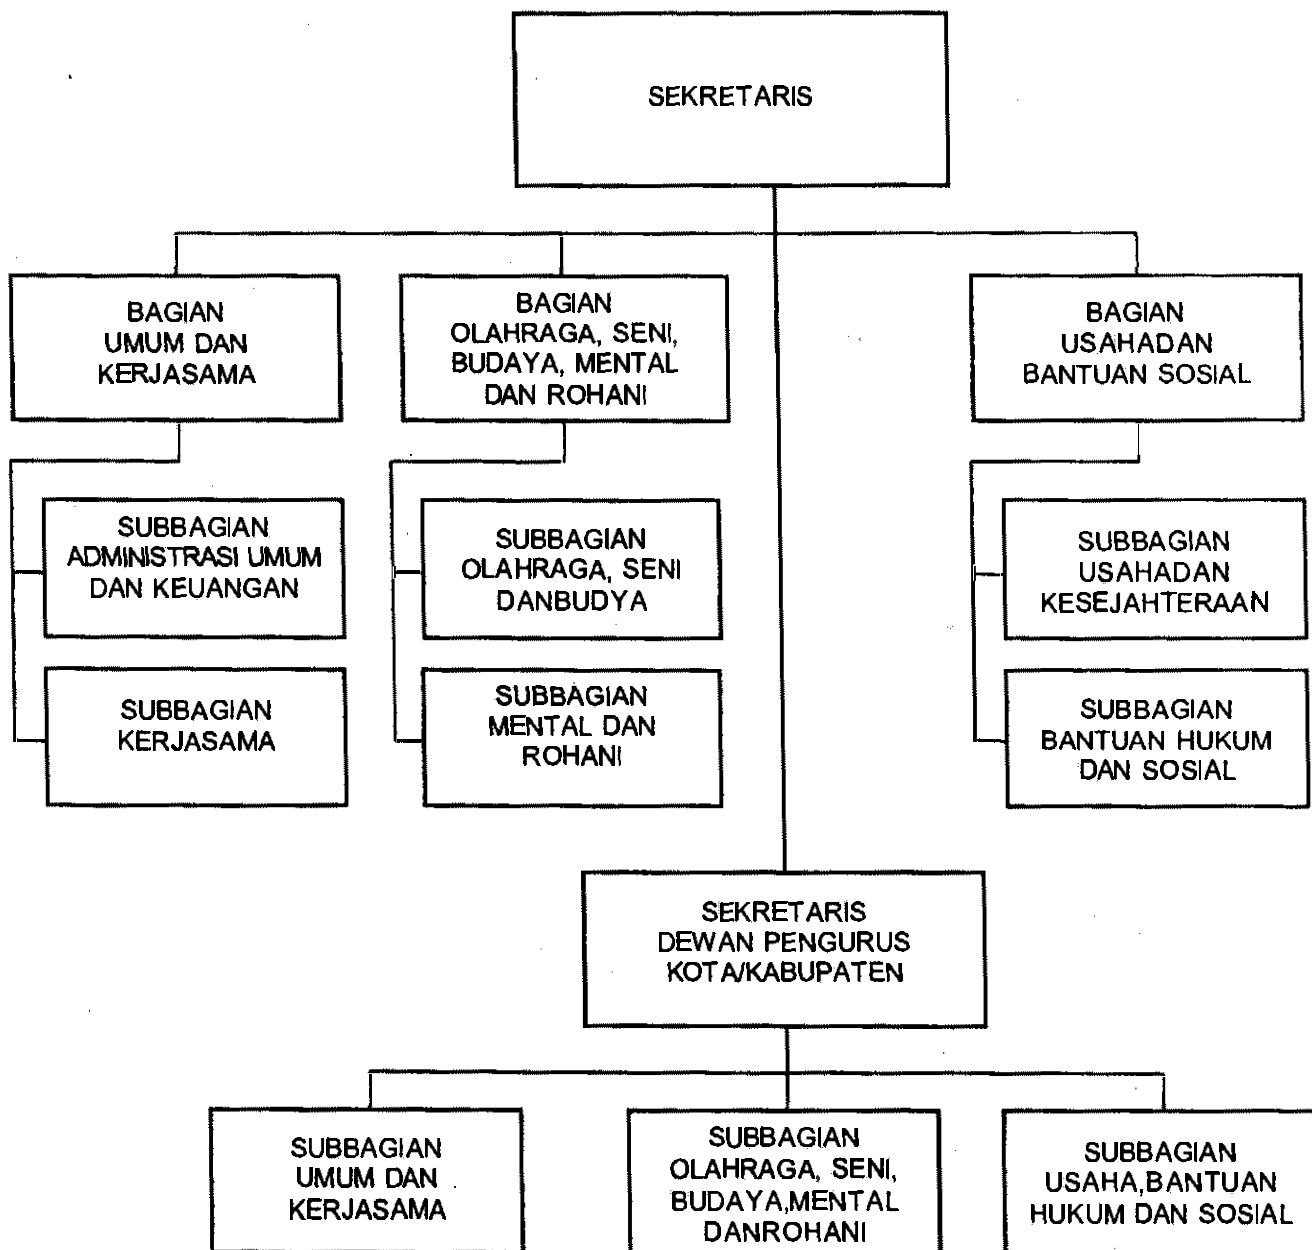 SEKRETARIS
BAGIAN
UMUM DAN
KERJASAMA
BAGIAN
OLAHRAGA, SENI,
BUDAYA, MENTAL
DAN ROHANI
BAGIAN
USAHADAN
BANTUAN SOSIAL
SUBBAGIAN
ADMINISTRASI UMUM
DAN KEUANGAN
SUBBAGIAN
OLAHRAGA, SENI
DANBUDYA
SUBBAGIAN
USAHADAN
KESEJAHTERAAN
SUBBAGIAN
KERJASAMA
SUBBAGIAN
MENTAL DAN
ROHANI
SUBBAGIAN
BANTUAN HUKUM
DAN SOSIAL
SEKRETARIS
DEWAN PENGURUS
KOTA/KABUPATEN
SUBBAGIAN
UMUM DAN
KERJASAMA
SUBBAGIAN
OLAHRAGA, SENI,
BUDAYA,MENTAL
DANROHANI
SUBBAGIAN
USAHA,BANTUAN
HUKUM DAN SOSIAL